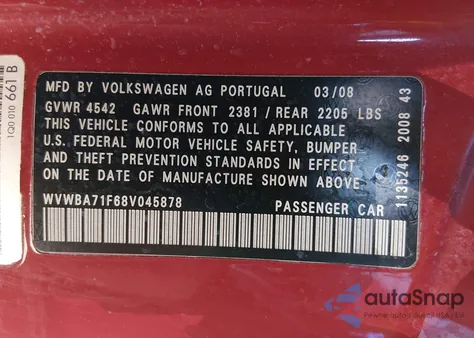 MFD BY VOLKSWAGEN AG PORTUGAL 03/08
GVWR 4542 GAWR FRONT 2381 / REAR 2205 LBS
THIS VEHICLE CONFORMS TO ALL APPLICABLE
U.S. FEDERAL MOTOR VEHICLE SAFETY, BUMPER
AND THEFT PREVENTION STANDARDS IN EFFECT
ON THE DATE OF MANUFACTURE SHOWN ABOVE.
WVWBA71F68V045878 PASSENGER CAR
1135246 2008 43
1Q0 010 661 B
autoSnap